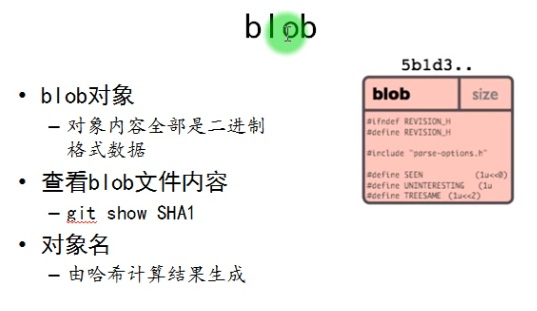 blob
• blob对象
– 对象内容全部是二进制
格式数据
• 查看blob文件内容
– git show SHA1
• 对象名
– 由哈希计算结果生成
5b1d3..
blob size
#ifndef REVISION_H
#define REVISION_H
#include "parse-options.h"
#define SEEN (1u<<0)
#define UNINTERESTING (1u
#define TREESAME (1u<<2)